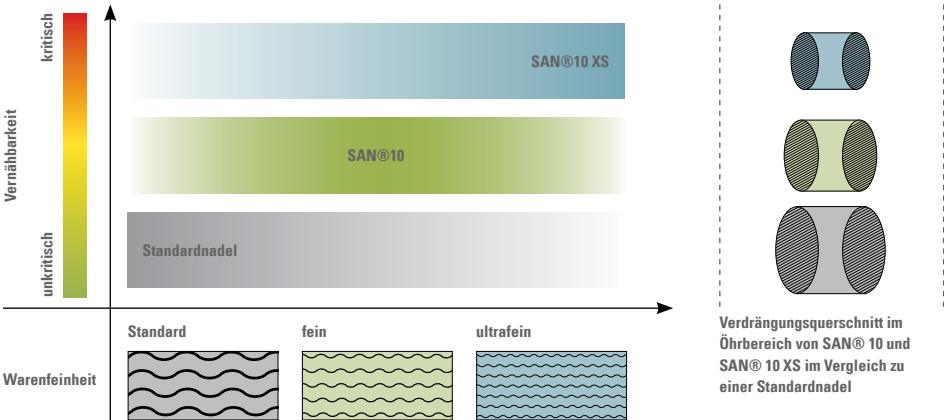 kritisch
Vernähbarkeit
unkritisch
SAN®10 XS
SAN®10
Standardnadel
Standard
fein
ultrafein
Warenfeinheit
Verdrängungsquerschnitt im
Öhrbereich von SAN® 10 und
SAN® 10 XS im Vergleich zu
einer Standardnadel